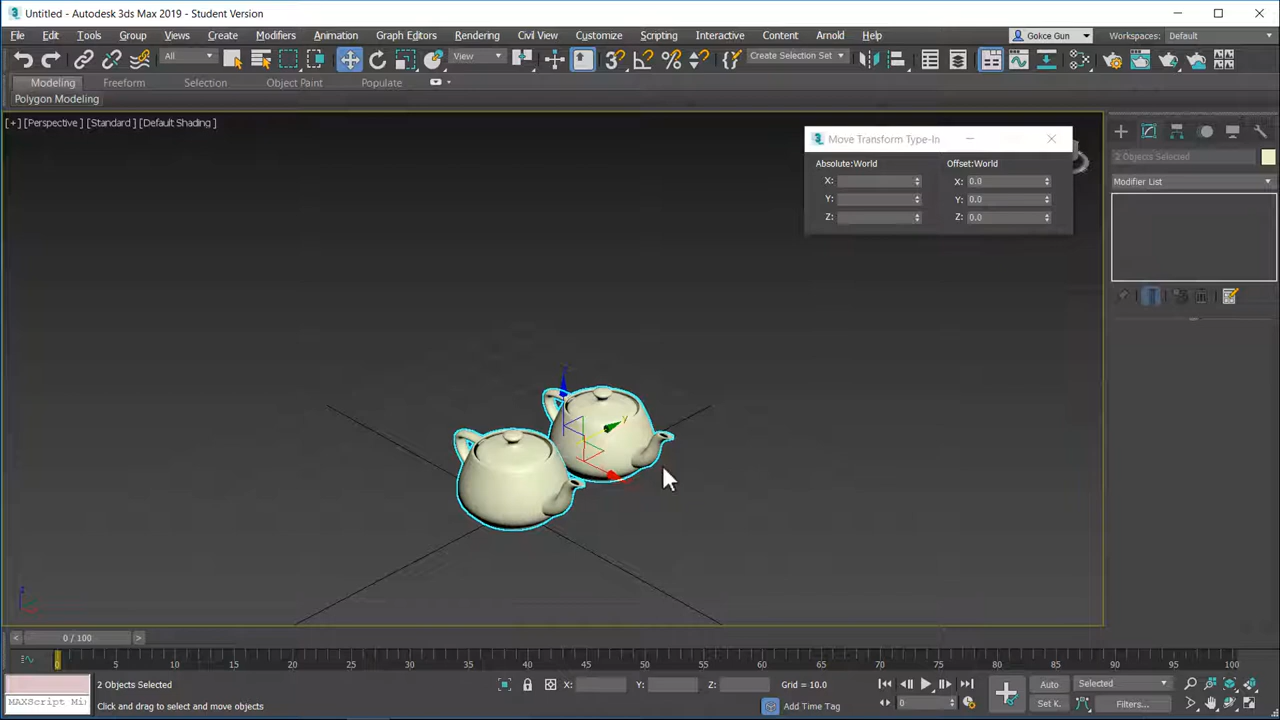 Untitled - Autodesk 3ds Max 2019 - Student Version
File Edit Tools Group Views Create Modifiers Animation Graph Editors Rendering Civil View Customize Scripting Interactive Content Arnold Help Gokce Gun Workspaces: Default
All View Create Selection Set
Modeling Freeform Selection Object Paint Populate
Polygon Modeling
[+] [Perspective] [Standard] [Default Shading]
Move Transform Type-In
Absolute:World Offset:World
X: X: 0.0
Y: Y: 0.0
Z: Z: 0.0
2 Objects Selected
Modifier List
z
y
z
0 / 100
0 5 10 15 20 25 30 35 40 45 50 55 60 65 70 75 80 85 90 95 100
2 Objects Selected X: Y: Z: Grid = 10.0 Auto Selected
MAXScript Mi Click and drag to select and move objects Add Time Tag 0 Set K. Filters...